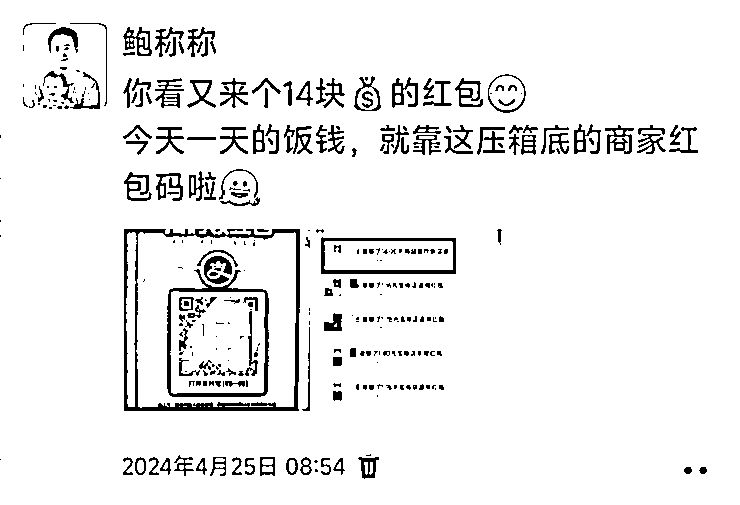 鲍称称
你看又来个14块💰的红包😊
今天一天的饭钱，就靠这压箱底的商家红
包码啦🤗
支
2024年4月25日 08:54